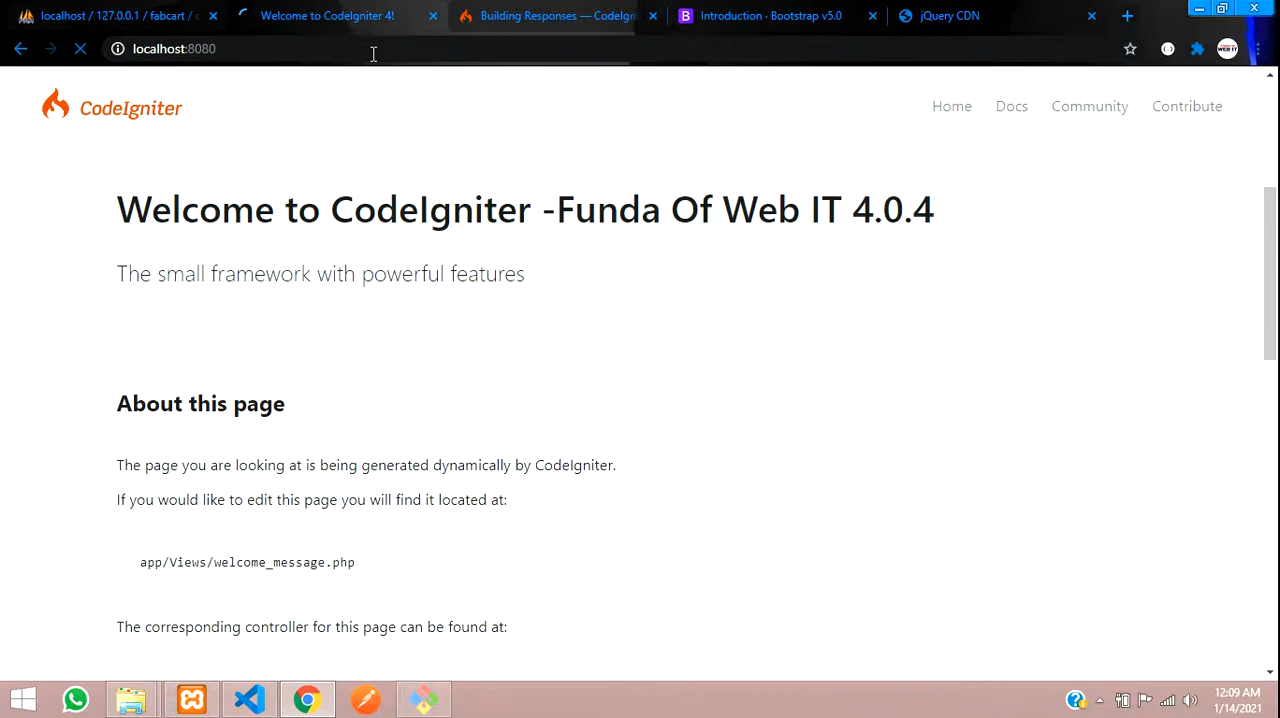 localhost / 127.0.0.1 / fabcart / c
Welcome to CodeIgniter 4!
Building Responses — CodeIgn
B Introduction · Bootstrap v5.0
jQuery CDN
localhost:8080
WEB IT
CodeIgniter
Home Docs Community Contribute
Welcome to CodeIgniter -Funda Of Web IT 4.0.4
The small framework with powerful features
About this page
The page you are looking at is being generated dynamically by CodeIgniter.
If you would like to edit this page you will find it located at:
app/Views/welcome_message.php
The corresponding controller for this page can be found at:
12:09 AM
1/14/2021